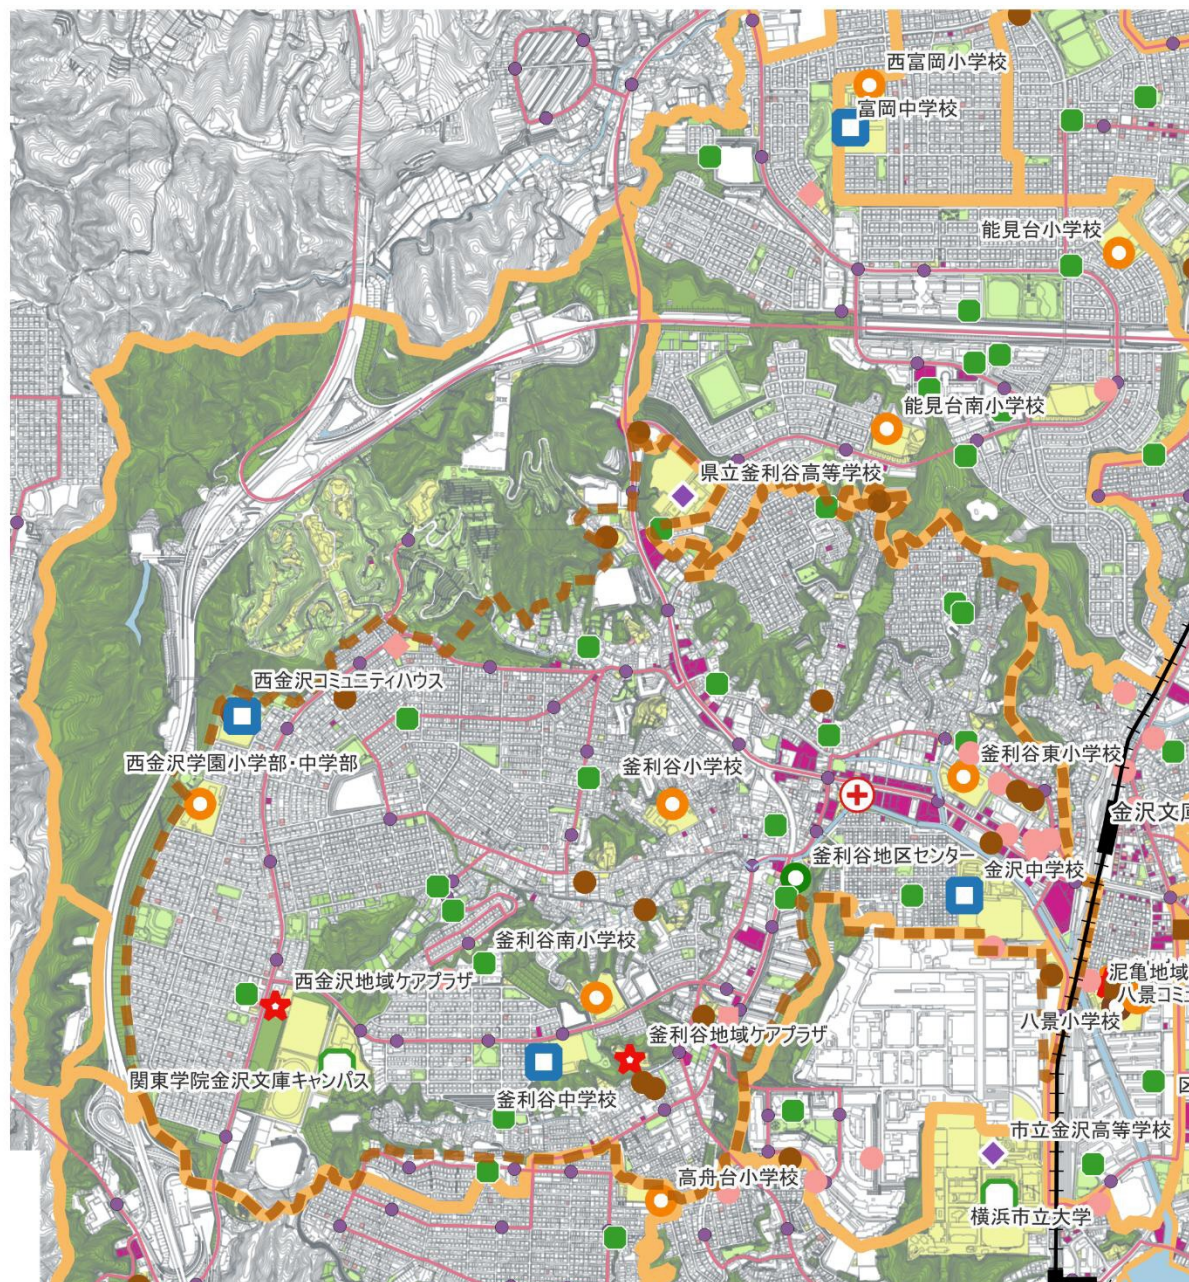 西富岡小学校
富岡中学校
能見台小学校
能見台南小学校
県立釜利谷高等学校
西金沢コミュニティハウス
西金沢学園小学部・中学部
釜利谷小学校
釜利谷東小学校
金沢文庫
釜利谷地区センター
金沢中学校
釜利谷南小学校
西金沢地域ケアプラザ
泥亀地域
八景コミュ
八景小学校
釜利谷地域ケアプラザ
関東学院金沢文庫キャンパス
釜利谷中学校
区
市立金沢高等学校
高舟台小学校
横浜市立大学